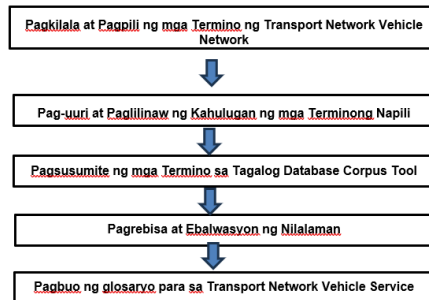 Pagkilala at Pagpili ng mga Termino ng Transport Network Vehicle
Network
Pag-uuri at Paglilinaw ng Kahulugan ng mga Terminong Napili
Pagsusumite ng mga Termino sa Tagalog Database Corpus Tool
Pagrebisa at Ebalwasyon ng Nilalaman
Pagbuo ng glosaryo para sa Transport Network Vehicle Service